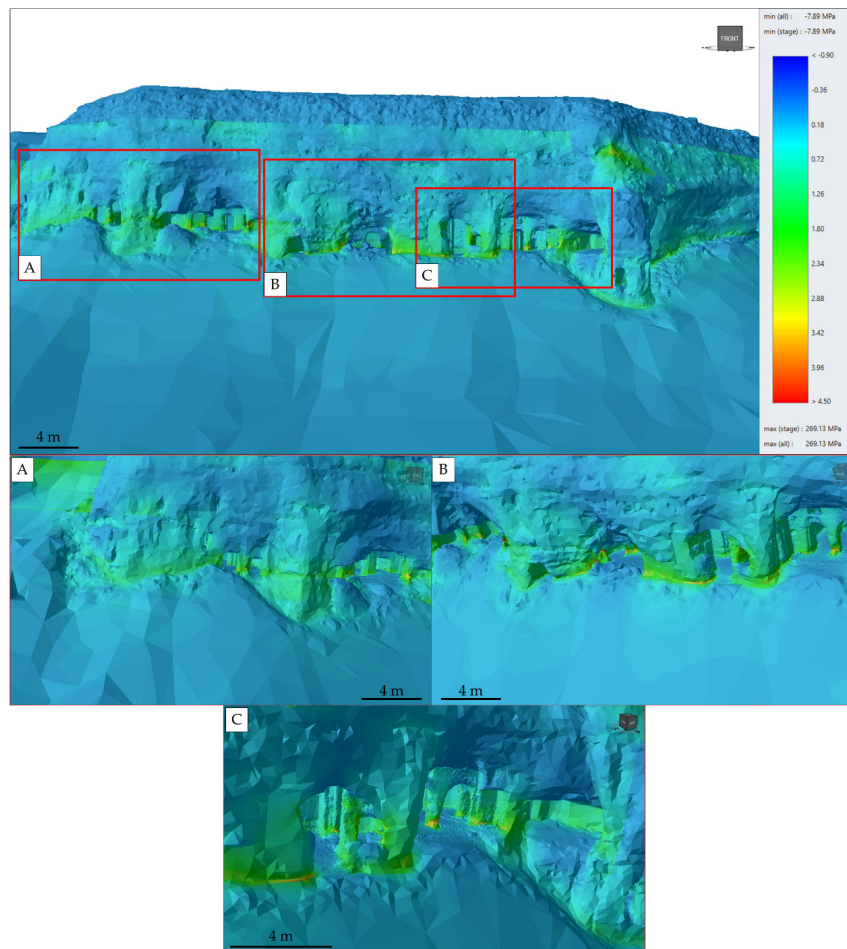 min (all) : -7.89 MPa
min (stage) : -7.89 MPa
FRONT
< -0.90
-0.36
0.18
0.72
1.26
1.80
2.34
2.88
3.42
3.96
> 4.50
max (stage) : 269.13 MPa
max (all) : 269.13 MPa
A
B
C
4 m
A
B
4 m
4 m
C
4 m